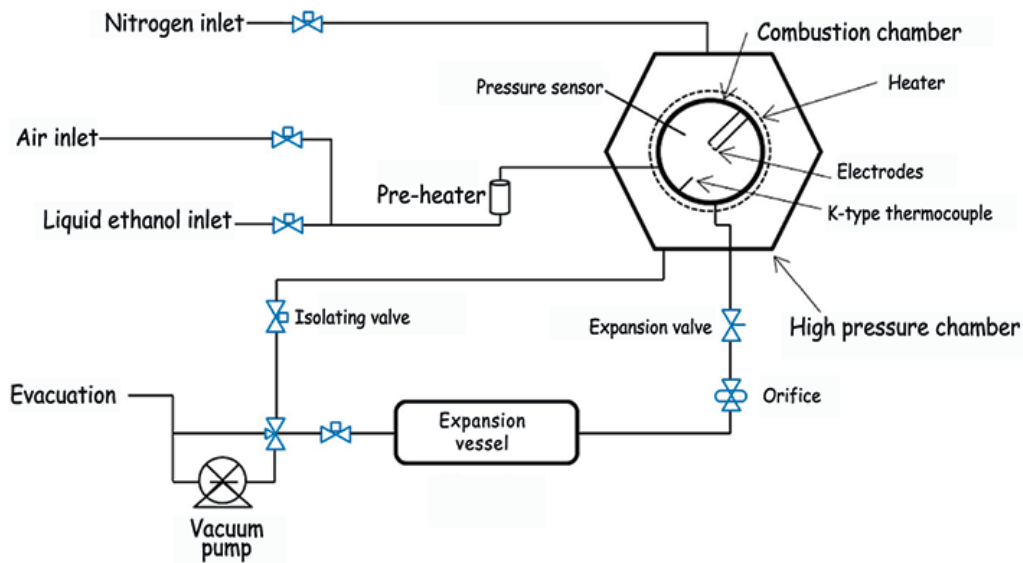 Nitrogen inlet
Combustion chamber
Pressure sensor
Heater
Air inlet
Electrodes
Pre-heater
K-type thermocouple
Liquid ethanol inlet
Isolating valve
Expansion valve
High pressure chamber
Evacuation
Orifice
Expansion
vessel
Vacuum
pump